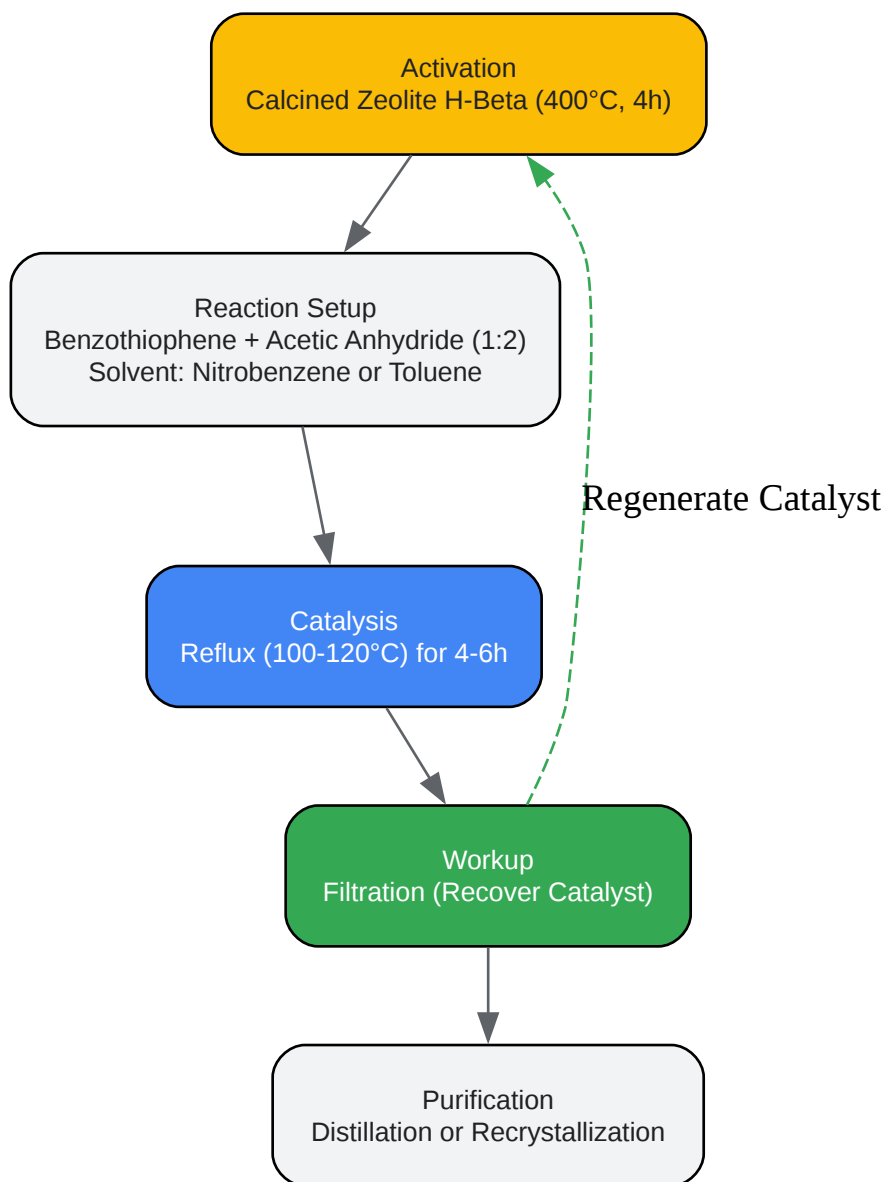 Activation
Calcined Zeolite H-Beta (400°C, 4h)
Reaction Setup
Benzothiophene + Acetic Anhydride (1:2)
Solvent: Nitrobenzene or Toluene
Regenerate Catalyst
Catalysis
Reflux (100-120°C) for 4-6h
Workup
Filtration (Recover Catalyst)
Purification
Distillation or Recrystallization